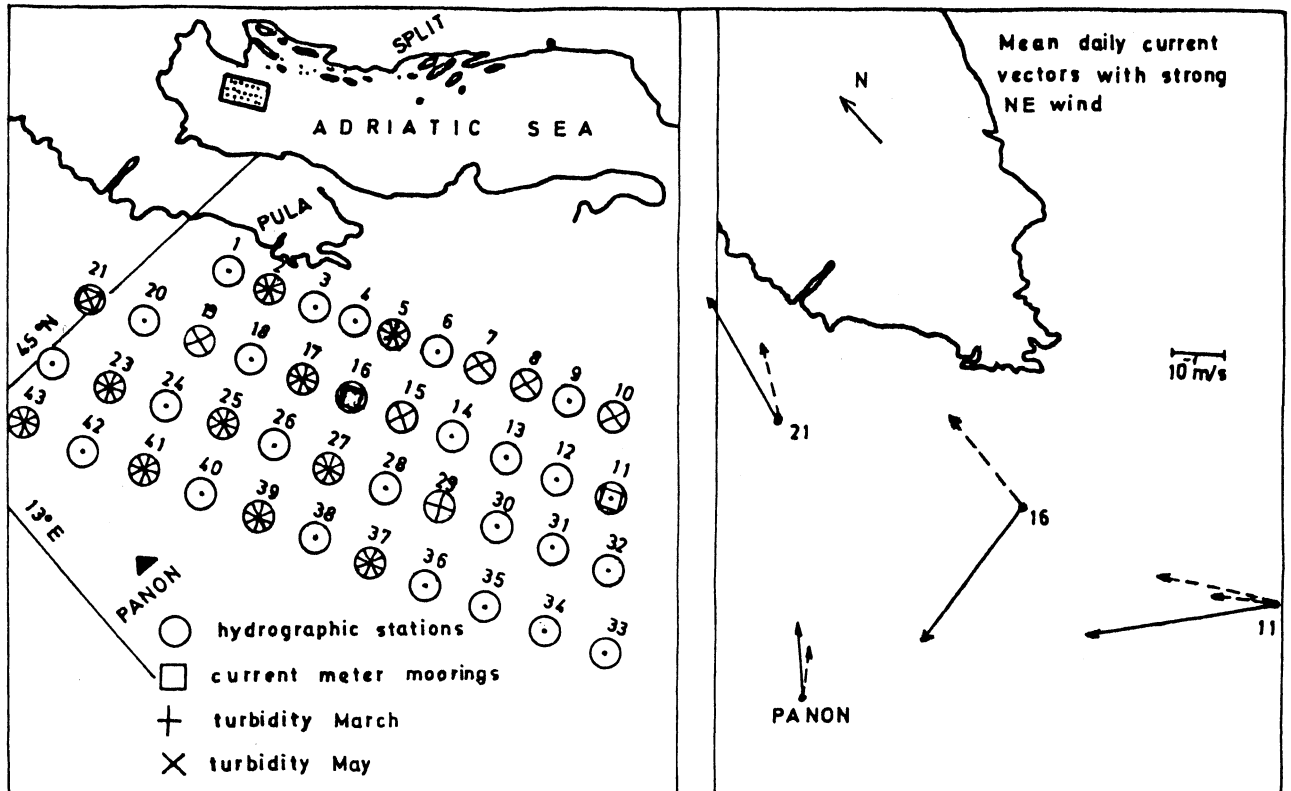 SPLIT
ADRIATIC SEA
PULA
1
2
3
4
5
6
7
8
9
10
21
20
19
18
17
16
15
14
13
12
11
45°N
23
24
25
26
27
28
29
30
31
32
43
42
41
40
39
38
37
36
35
34
33
13°E
PANON
hydrographic stations
current meter moorings
turbidity March
turbidity May
Mean daily current
vectors with strong
NE wind
N
10⁻¹m/s
21
16
11
PANON